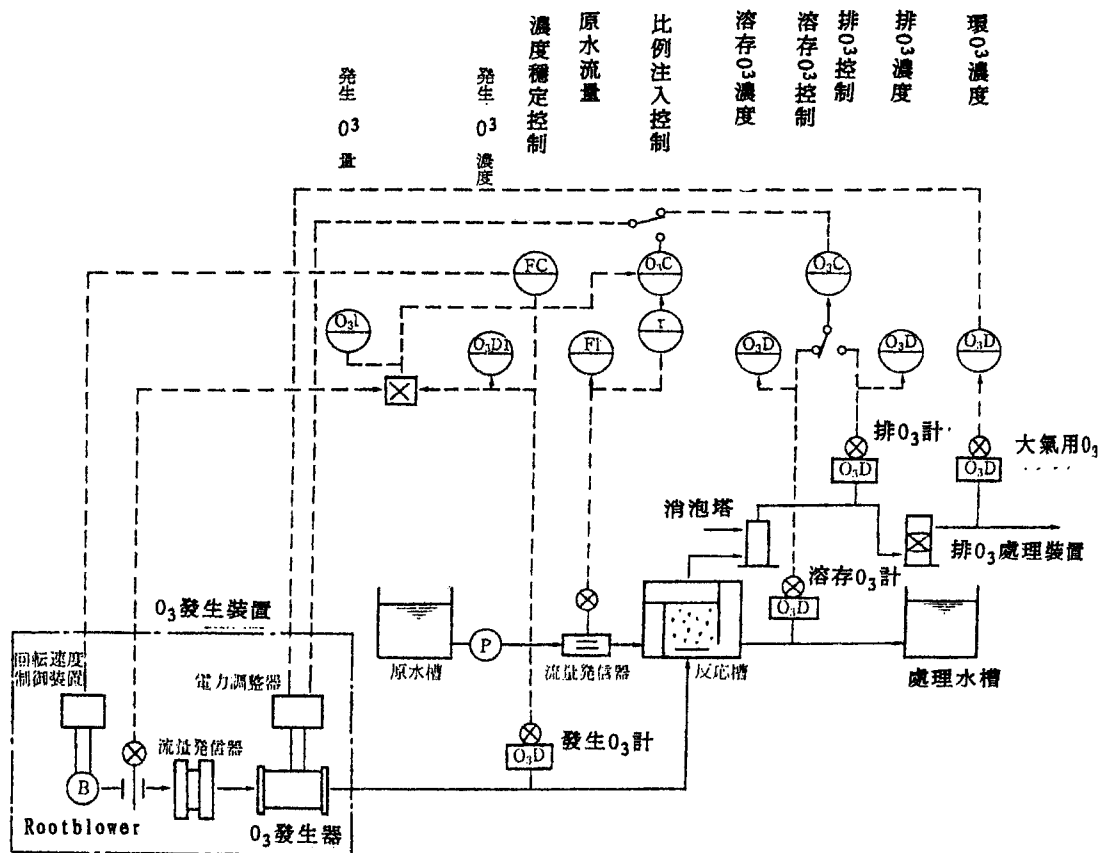 発生 O3 量
発生 O3 濃度
濃度穩定控制
原水流量
比例注入控制
溶存O3濃度
溶存O3控制
排O3控制
排O3濃度
環O3濃度
FC
O₃C
O₃C
O₃I
O₃DI
FI
r
O₃D
O₃D
O₃D
排O₃計
大氣用O₃
O₃D
O₃D
消泡塔
排O₃處理裝置
溶存O₃計
O₃D
O₃發生裝置
P
回転速度
制御装置
電力調整器
原水槽
流量発信器
反応槽
處理水槽
流量発信器
發生O₃計
O₃D
B
Rootblower
O₃發生器